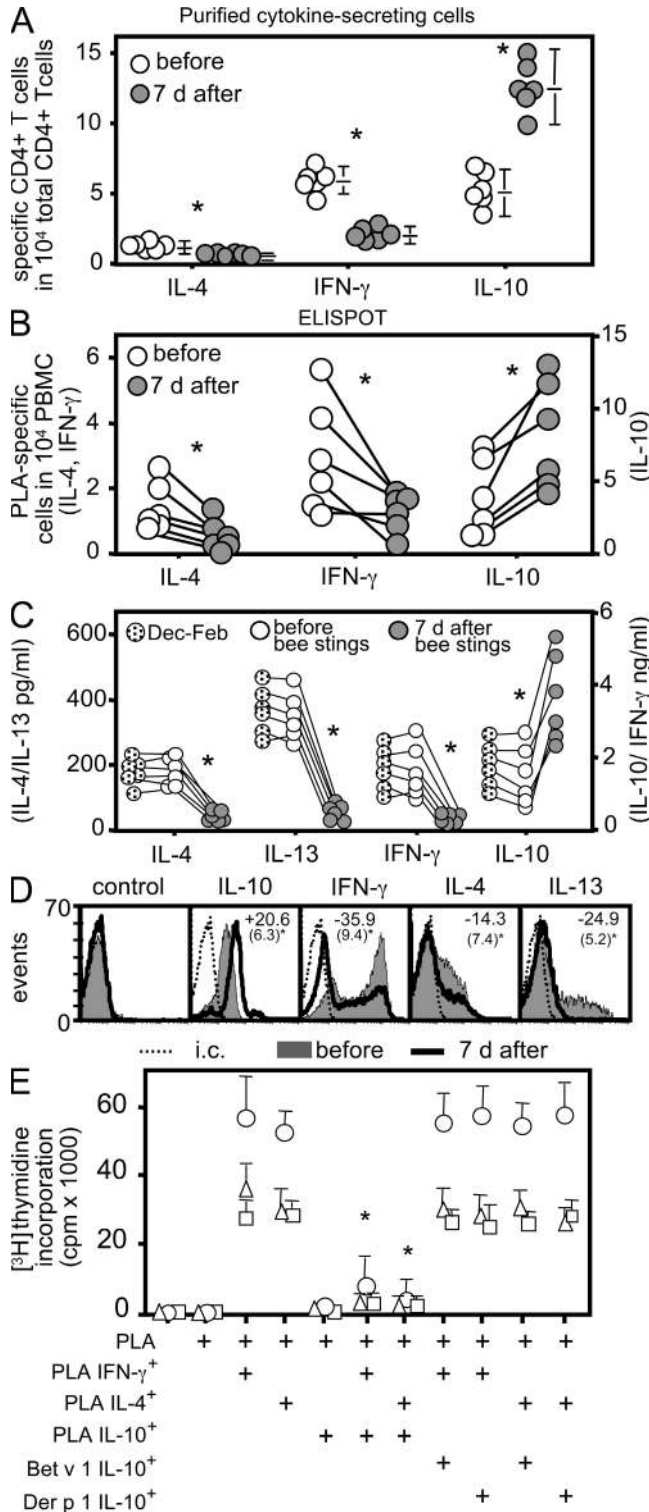 A
Purified cytokine-secreting cells
specific CD4+ T cells
in 10⁴ total CD4+ Tcells
15
10
5
0
before
7 d after
*
*
*
IL-4
IFN-γ
IL-10
B
ELISPOT
PLA-specific
cells in 10⁴ PBMC
(IL-4, IFN-γ)
6
4
2
0
before
7 d after
*
*
*
15
10
5
0
(IL-10)
IL-4
IFN-γ
IL-10
C
(IL-4/IL-13 pg/ml)
600
400
200
0
Dec-Feb
before
bee stings
7 d after
bee stings
*
*
*
*
6
4
2
0
(IL-10/ IFN-γ ng/ml)
IL-4
IL-13
IFN-γ
IL-10
D
control
IL-10
IFN-γ
IL-4
IL-13
events
70
0
+20.6
(6.3)*
-35.9
(9.4)*
-14.3
(7.4)*
-24.9
(5.2)*
i.c.
before
7 d after
E
[³H]thymidine
incorporation
(cpm x 1000)
60
40
20
0
*
*
PLA + + + + + + + + + +
PLA IFN-γ⁺ + + + +
PLA IL-4⁺ + + + +
PLA IL-10⁺ + + +
Bet v 1 IL-10⁺ + +
Der p 1 IL-10⁺ + +